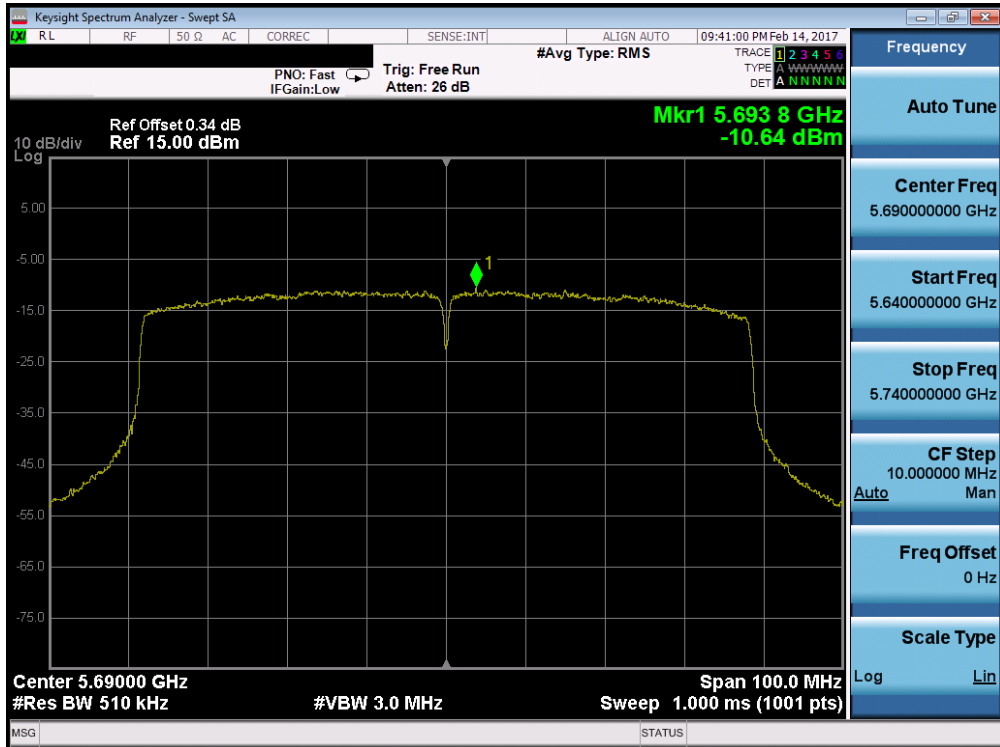 Keysight Spectrum Analyzer - Swept SA
LXI RL RF 50 Ω AC CORREC SENSE:INT ALIGN AUTO 09:41:00 PM Feb 14, 2017
#Avg Type: RMS
TRACE 1 2 3 4 5 6
TYPE A WWWWW
DET A N N N N N
PNO: Fast
IFGain:Low
Trig: Free Run
Atten: 26 dB
Mkr1 5.693 8 GHz
-10.64 dBm
10 dB/div
Log
Ref Offset 0.34 dB
Ref 15.00 dBm
5.00
-5.00
-15.0
-25.0
-35.0
-45.0
-55.0
-65.0
-75.0
1
Center 5.69000 GHz
Span 100.0 MHz
#Res BW 510 kHz
#VBW 3.0 MHz
Sweep 1.000 ms (1001 pts)
MSG
STATUS
Frequency
Auto Tune
Center Freq
5.690000000 GHz
Start Freq
5.640000000 GHz
Stop Freq
5.740000000 GHz
CF Step
10.000000 MHz
Auto Man
Freq Offset
0 Hz
Scale Type
Log Lin